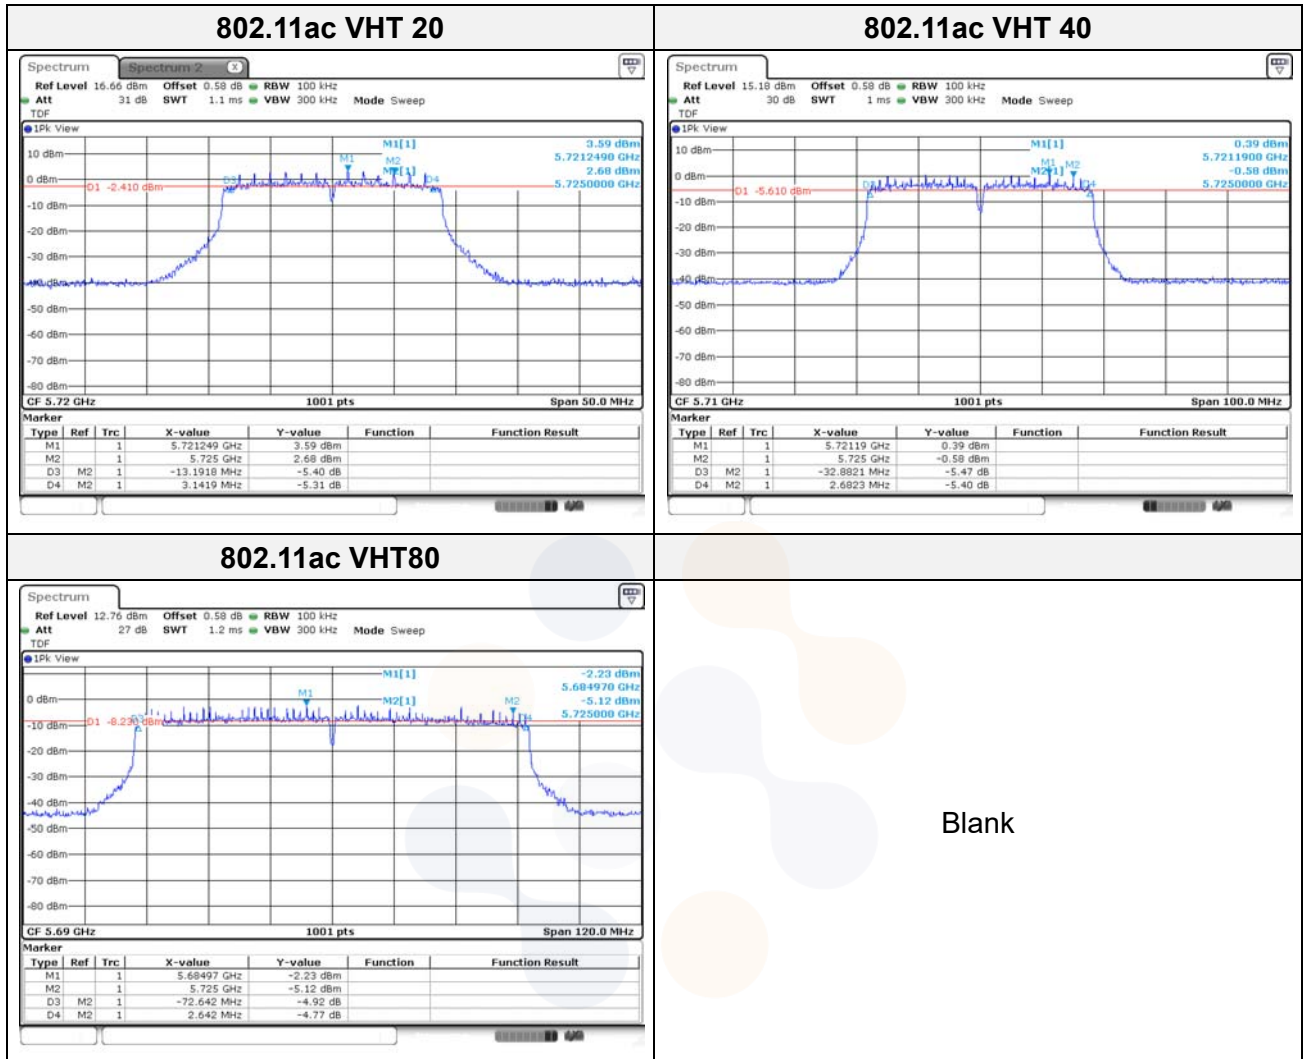 802.11ac VHT 20
802.11ac VHT 40
Spectrum
Spectrum 2
X
Ref Level 16.66 dBm Offset 0.58 dB RBW 100 kHz
Att 31 dB SWT 1.1 ms VBW 300 kHz Mode Sweep
TDF
1Pk View
M1[1] 3.59 dBm
10 dBm
M1
M2
5.7212490 GHz
M2[1] 2.68 dBm
0 dBm
D3
D4
D1 -2.410 dBm
5.7250000 GHz
-10 dBm
-20 dBm
-30 dBm
-40 dBm
-50 dBm
-60 dBm
-70 dBm
-80 dBm
CF 5.72 GHz 1001 pts Span 50.0 MHz
Marker
Type Ref Trc X-value Y-value Function Function Result
M1 1 5.721249 GHz 3.59 dBm
M2 1 5.725 GHz 2.68 dBm
D3 M2 1 -13.1918 MHz -5.40 dB
D4 M2 1 3.1419 MHz -5.31 dB
Spectrum
Ref Level 15.18 dBm Offset 0.58 dB RBW 100 kHz
Att 30 dB SWT 1 ms VBW 300 kHz Mode Sweep
TDF
1Pk View
M1[1] 0.39 dBm
10 dBm
5.7211900 GHz
M1
M2
M2[1] -0.58 dBm
0 dBm
D3
D4
D1 -5.610 dBm
5.7250000 GHz
-10 dBm
-20 dBm
-30 dBm
-40 dBm
-50 dBm
-60 dBm
-70 dBm
-80 dBm
CF 5.71 GHz 1001 pts Span 100.0 MHz
Marker
Type Ref Trc X-value Y-value Function Function Result
M1 1 5.72119 GHz 0.39 dBm
M2 1 5.725 GHz -0.58 dBm
D3 M2 1 -32.8821 MHz -5.47 dB
D4 M2 1 2.6823 MHz -5.40 dB
802.11ac VHT80
Spectrum
Ref Level 12.76 dBm Offset 0.58 dB RBW 100 kHz
Att 27 dB SWT 1.2 ms VBW 300 kHz Mode Sweep
TDF
1Pk View
M1[1] -2.23 dBm
5.684970 GHz
0 dBm
M1
M2[1] -5.12 dBm
M2
5.725000 GHz
D1 -8.230 dBm
-10 dBm
-20 dBm
-30 dBm
-40 dBm
-50 dBm
-60 dBm
-70 dBm
-80 dBm
CF 5.69 GHz 1001 pts Span 120.0 MHz
Marker
Type Ref Trc X-value Y-value Function Function Result
M1 1 5.68497 GHz -2.23 dBm
M2 1 5.725 GHz -5.12 dBm
D3 M2 1 -72.642 MHz -4.92 dB
D4 M2 1 2.642 MHz -4.77 dB
Blank